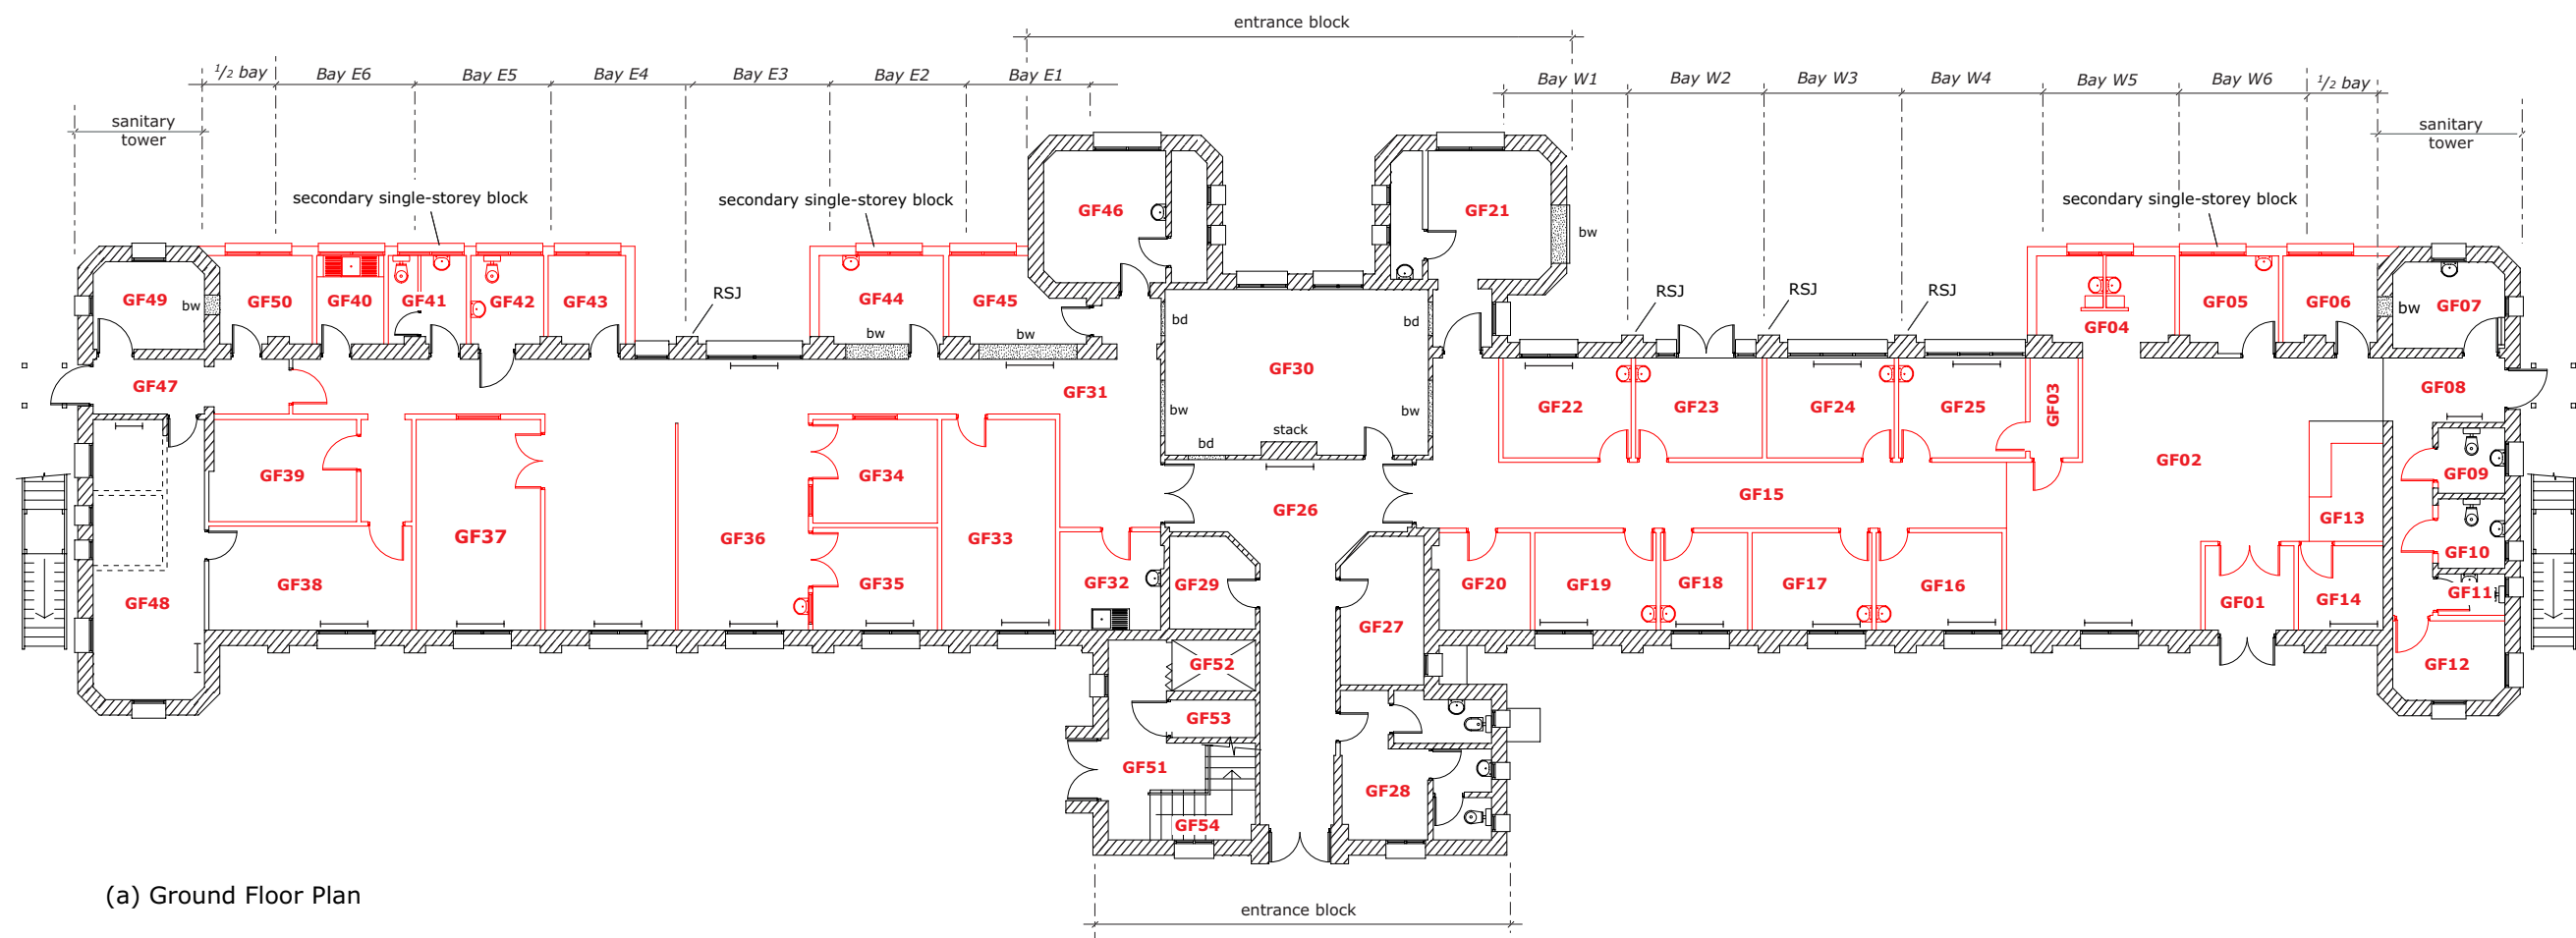 entrance block
1/2 bay
Bay E6
Bay E5
Bay E4
Bay E3
Bay E2
Bay E1
Bay W1
Bay W2
Bay W3
Bay W4
Bay W5
Bay W6
1/2 bay
sanitary
tower
sanitary
tower
secondary single-storey block
secondary single-storey block
secondary single-storey block
GF46
GF21
bw
GF49
bw
GF50
GF40
GF41
GF42
GF43
RSJ
GF44
bw
GF45
bw
bd
bd
RSJ
RSJ
RSJ
GF04
GF05
GF06
bw
GF07
GF47
GF31
GF30
bw
bw
bd
stack
GF22
GF23
GF24
GF25
GF03
GF08
GF39
GF34
GF02
GF09
GF15
GF26
GF13
GF37
GF36
GF33
GF10
GF38
GF35
GF32
GF29
GF20
GF19
GF18
GF17
GF16
GF01
GF14
GF11
GF48
GF27
GF52
GF12
GF53
GF51
GF28
GF54
(a) Ground Floor Plan
entrance block